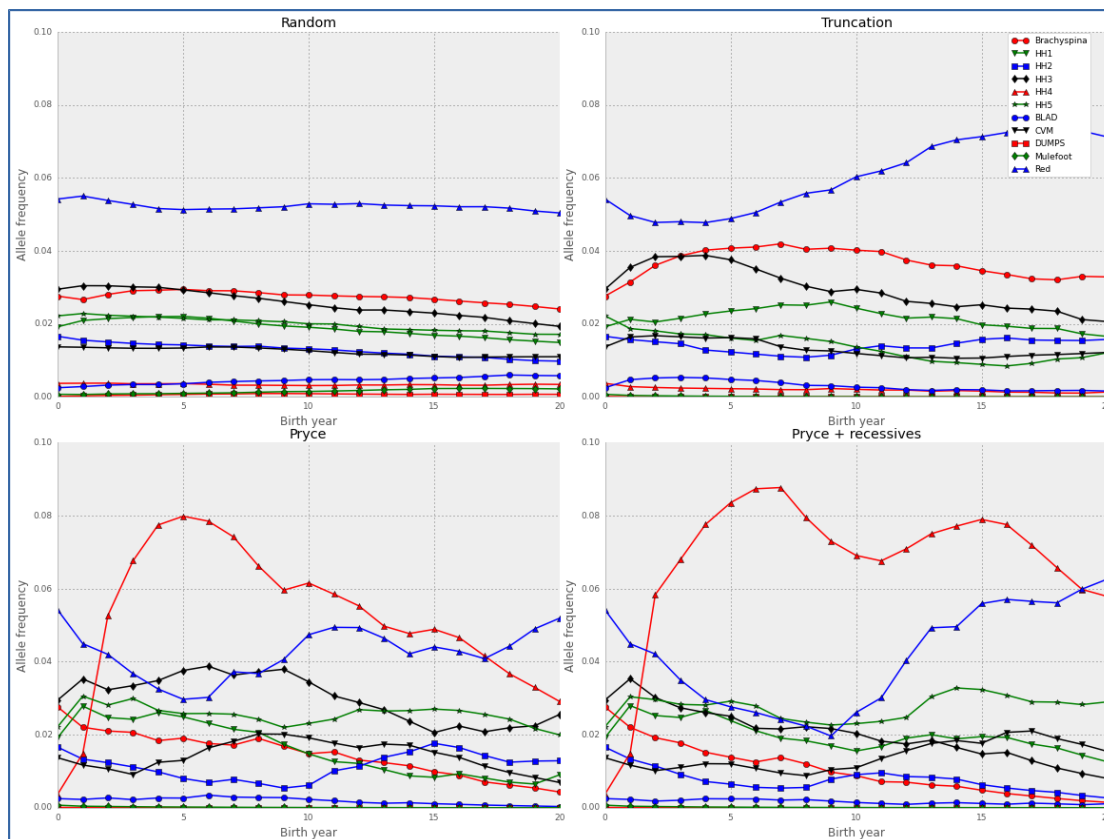 Random
0.10
0.08
0.06
0.04
0.02
0.00
Allele frequency
0
5
10
15
20
Birth year
Truncation
0.10
0.08
0.06
0.04
0.02
0.00
Allele frequency
0
5
10
15
20
Birth year
Brachyspina
HH1
HH2
HH3
HH4
HH5
BLAD
CVM
DUMPS
Mulefoot
Red
Pryce
0.10
0.08
0.06
0.04
0.02
0.00
Allele frequency
0
5
10
15
20
Birth year
Pryce + recessives
0.10
0.08
0.06
0.04
0.02
0.00
Allele frequency
0
5
10
15
Birth year